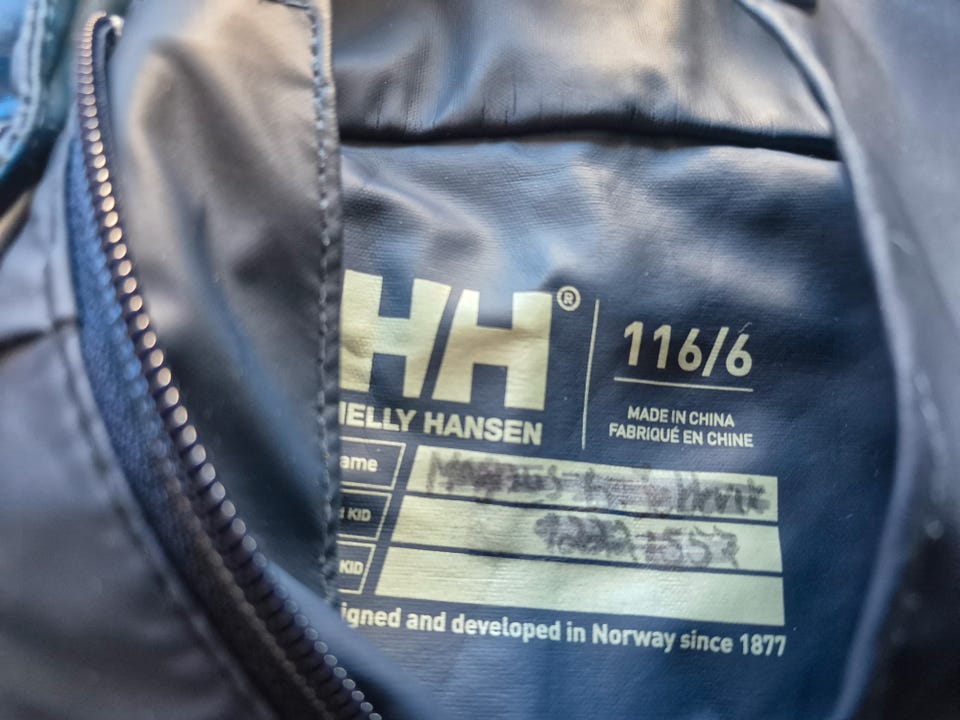 HH®
HELLY HANSEN
116/6
MADE IN CHINA
FABRIQUÉ EN CHINE
ame
KID
KID
igned and developed in Norway since 1877